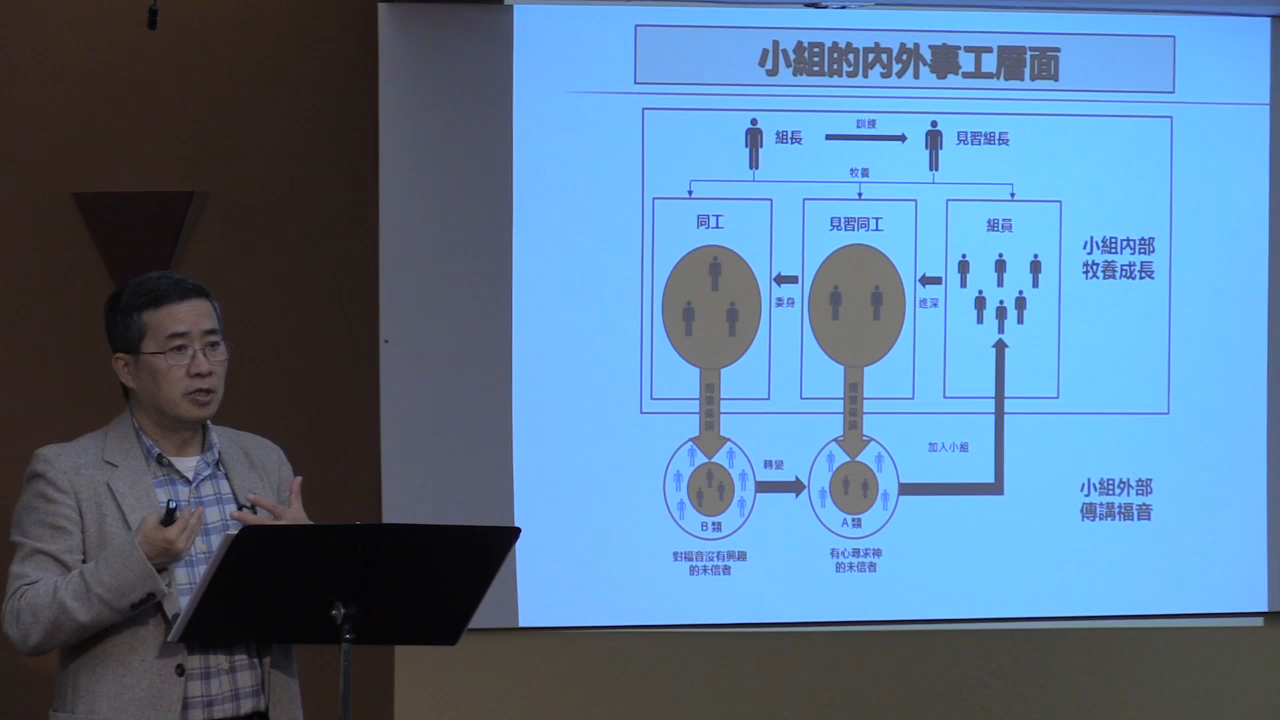 小組的內外事工層面
組長
訓練
見習組長
牧養
同工
見習同工
組員
小組內部
牧養成長
委身
進深
加入小組
轉變
小組外部
傳講福音
B類
A類
對福音沒有興趣
的未信者
有心尋求神
的未信者